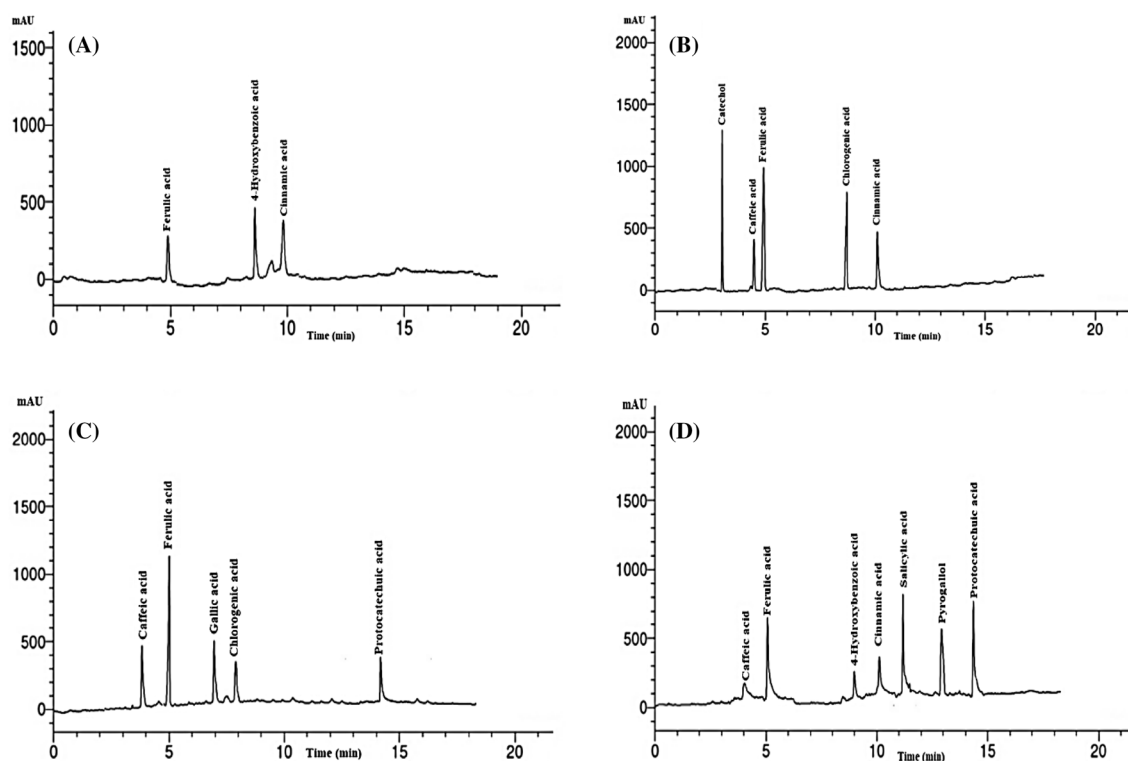 mAU
(A)
1500
1000
500
0
Ferulic acid
4-Hydroxybenzoic acid
Cinnamic acid
0 5 10 15 20
Time (min)
mAU
(B)
2000
1500
1000
500
0
Catechol
Caffeic acid
Ferulic acid
Chlorogenic acid
Cinnamic acid
0 5 10 15 20
Time (min)
mAU
(C)
2000
1500
1000
500
0
Caffeic acid
Ferulic acid
Gallic acid
Chlorogenic acid
Protocatechuic acid
0 5 10 15 20
Time (min)
mAU
(D)
2000
1500
1000
500
0
Caffeic acid
Ferulic acid
4-Hydroxybenzoic acid
Cinnamic acid
Salicylic acid
Pyrogallol
Protocatechuic acid
0 5 10 15 20
Time (min)